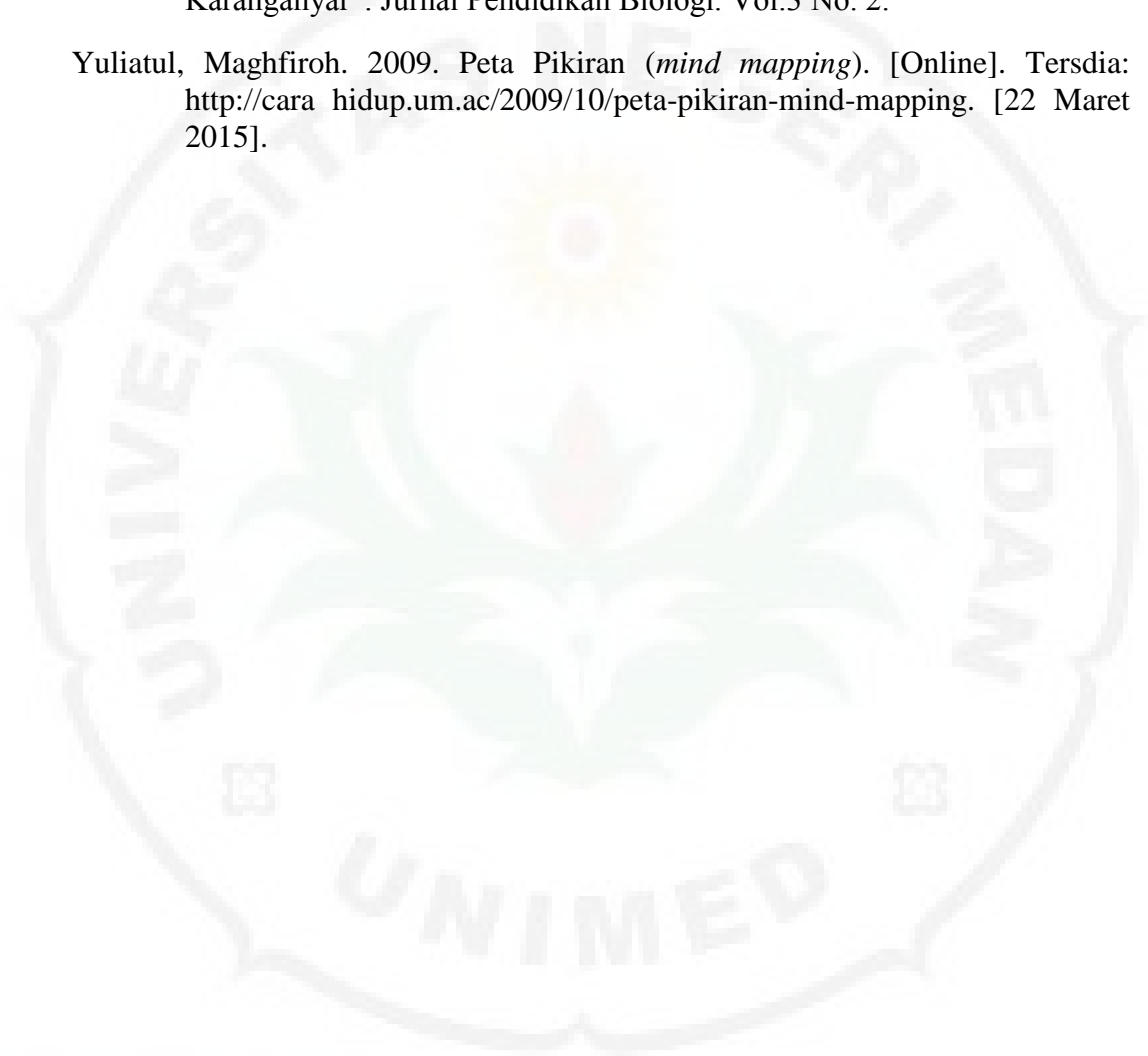 Karanganyar". Jurnal Pendidikan Biologi. Vol.3 No. 2.
Yuliatul, Maghfiroh. 2009. Peta Pikiran (mind mapping). [Online]. Tersdia:
http://cara hidup.um.ac/2009/10/peta-pikiran-mind-mapping. [22 Maret
2015].
UNIVERSITAS NEGERI MEDAN
UNIMED